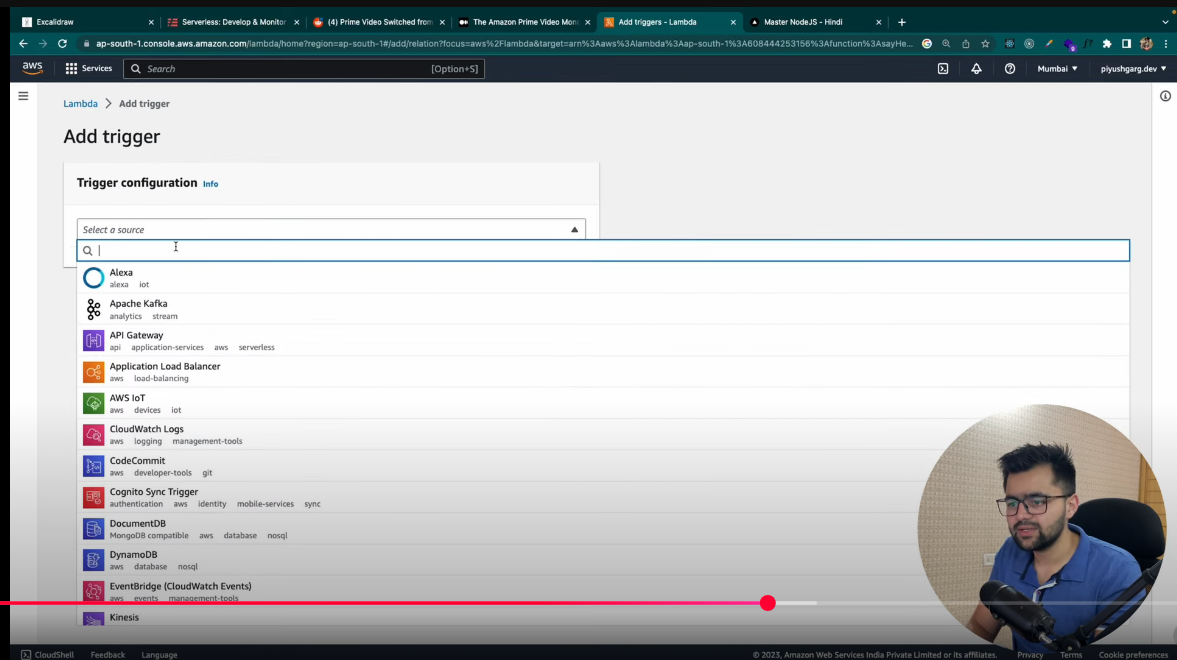 Excalidraw
Serverless: Develop & Monitor
(4) Prime Video Switched from
The Amazon Prime Video Mon
Add triggers - Lambda
Master NodeJS - Hindi
ap-south-1.console.aws.amazon.com/lambda/home?region=ap-south-1#/add/relation?focus=aws%2Flambda&target=arn%3Aaws%3Alambda%3Aap-south-1%3A608444253156%3Afunction%3AsayHe...
aws
Services
Search
[Option+S]
Mumbai
piyushgarg.dev
Lambda > Add trigger
Add trigger
Trigger configuration Info
Select a source
Alexa
alexa iot
Apache Kafka
analytics stream
API Gateway
api application-services aws serverless
Application Load Balancer
aws load-balancing
AWS IoT
aws devices iot
CloudWatch Logs
aws logging management-tools
CodeCommit
aws developer-tools git
Cognito Sync Trigger
authentication aws identity mobile-services sync
DocumentDB
MongoDB compatible aws database nosql
DynamoDB
aws database nosql
EventBridge (CloudWatch Events)
aws events management-tools
Kinesis
CloudShell Feedback Language
© 2023, Amazon Web Services India Private Limited or its affiliates. Privacy Terms Cookie preferences